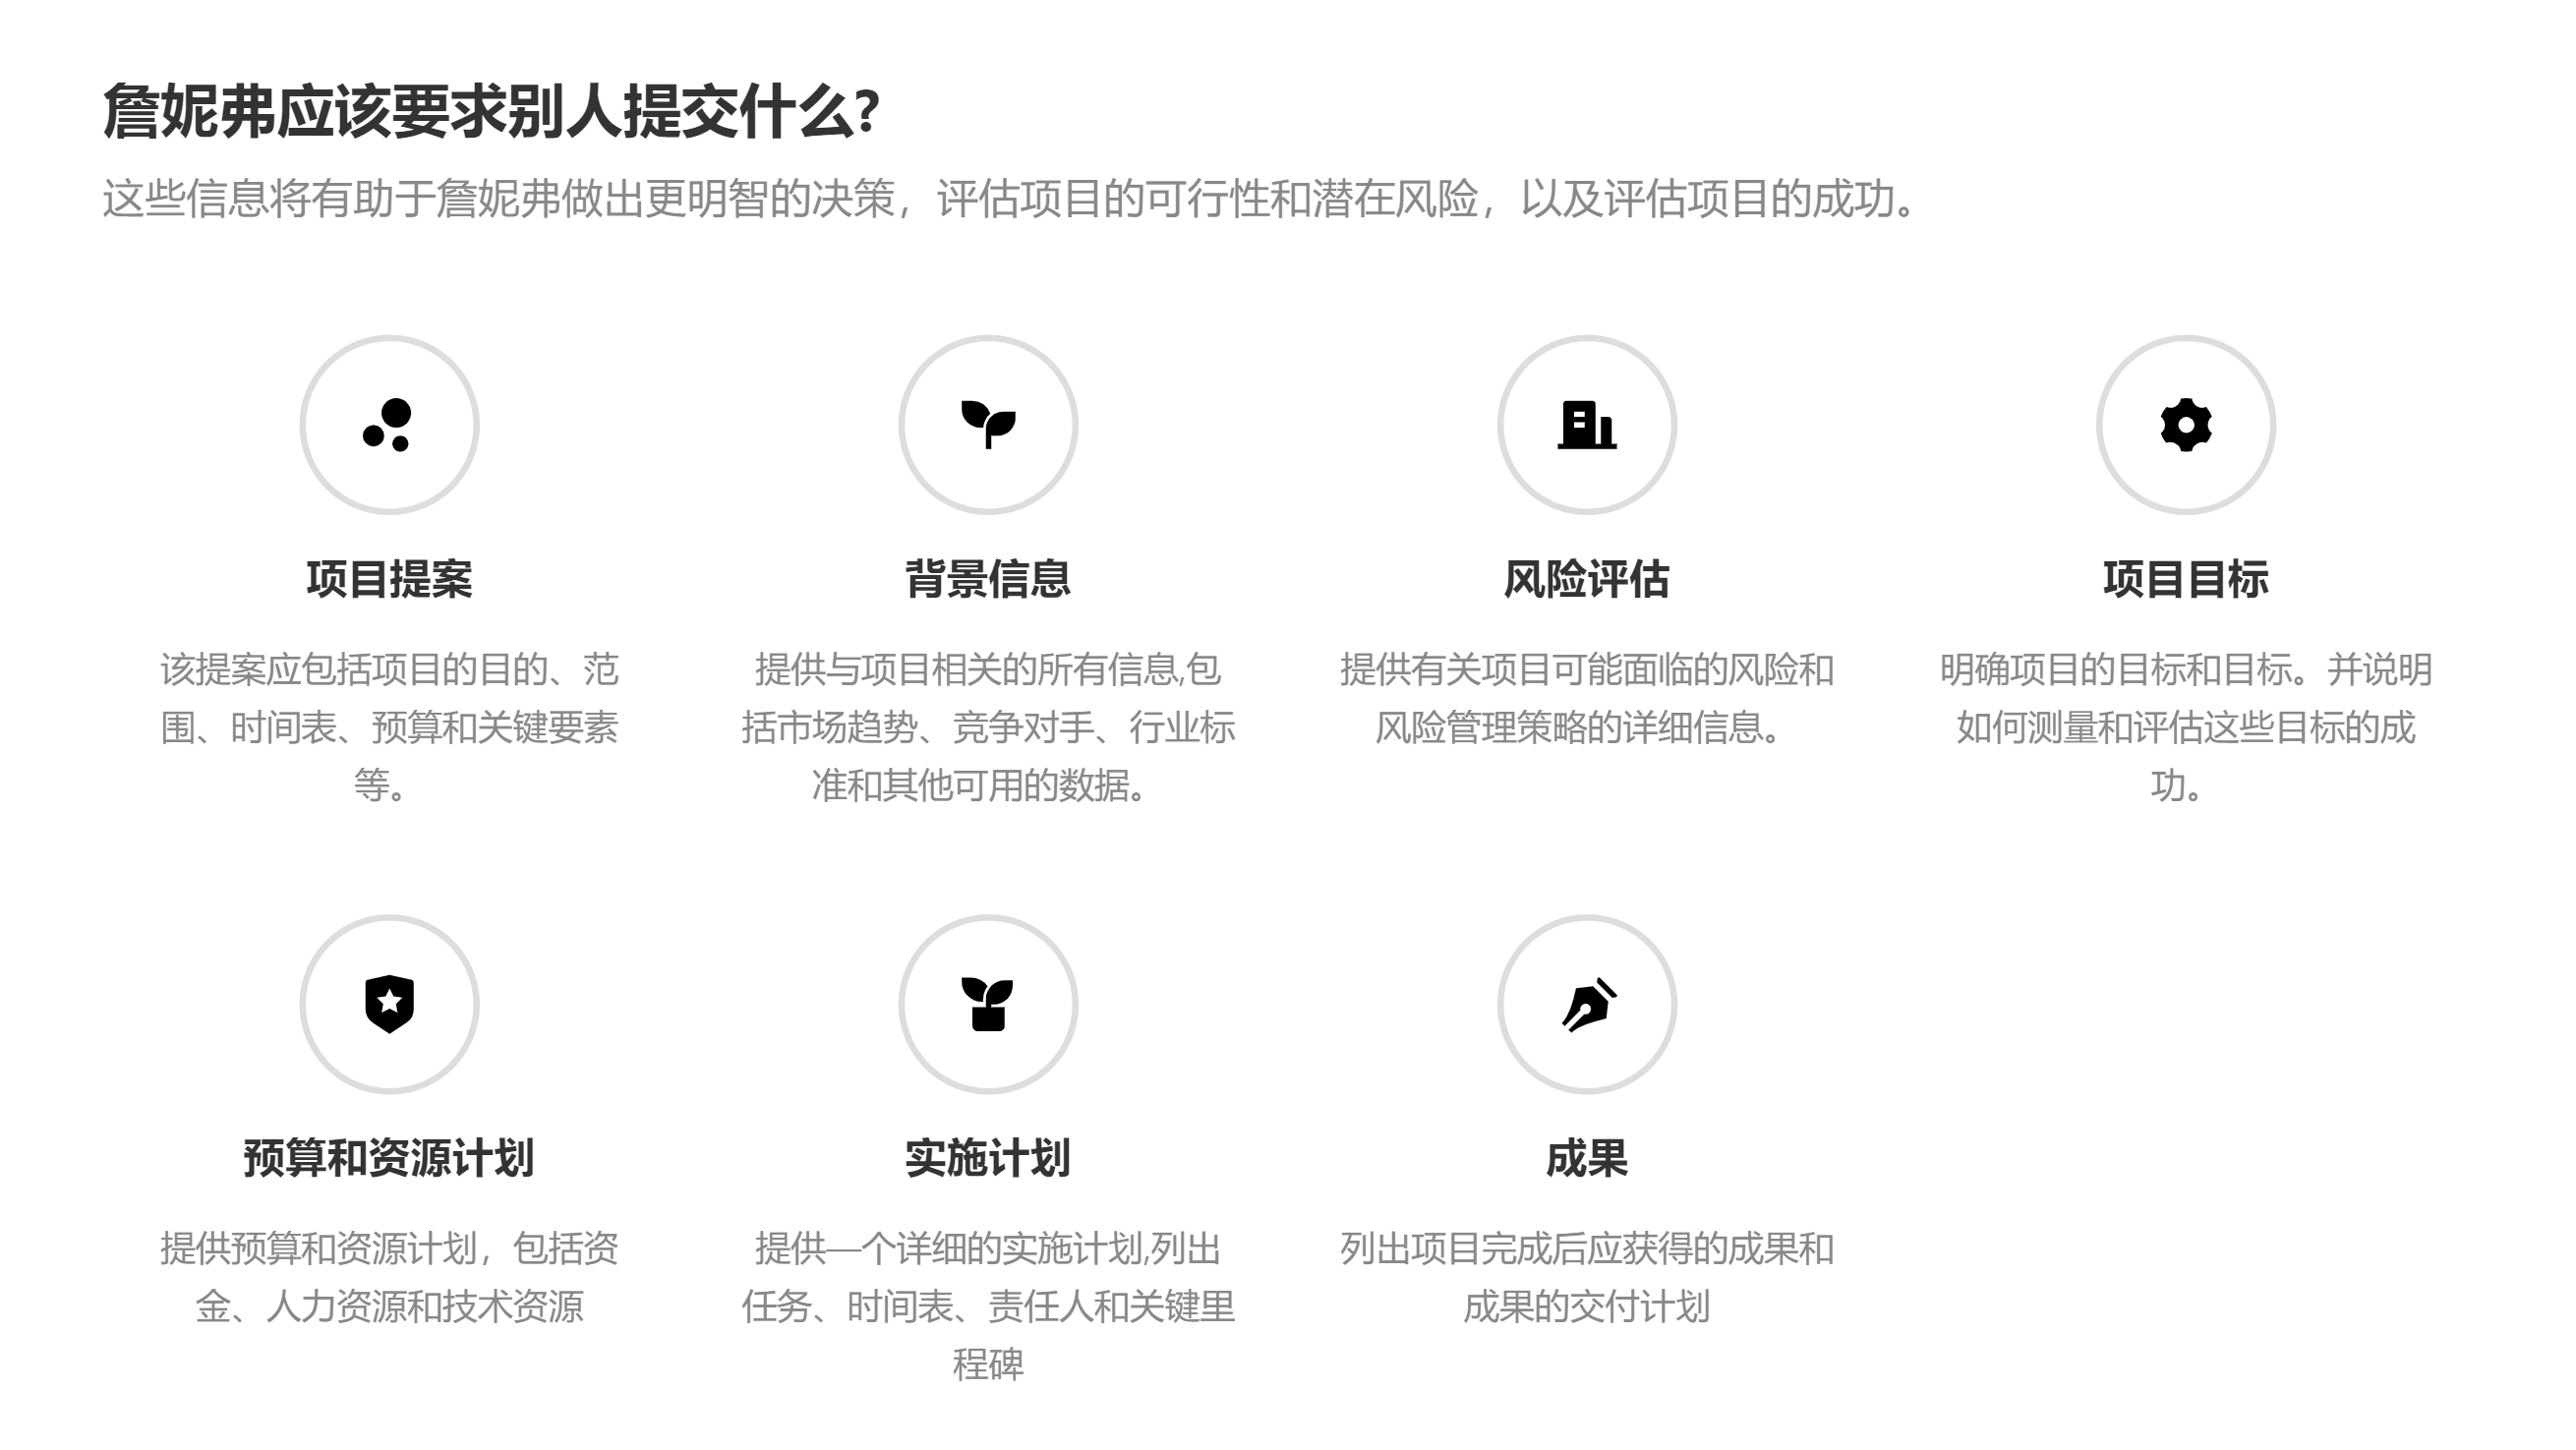 詹妮弗应该要求别人提交什么?
这些信息将有助于詹妮弗做出更明智的决策，评估项目的可行性和潜在风险，以及评估项目的成功。
项目提案
该提案应包括项目的目的、范
围、时间表、预算和关键要素
等。
背景信息
提供与项目相关的所有信息,包
括市场趋势、竞争对手、行业标
准和其他可用的数据。
风险评估
提供有关项目可能面临的风险和
风险管理策略的详细信息。
项目目标
明确项目的目标和目标。并说明
如何测量和评估这些目标的成
功。
预算和资源计划
提供预算和资源计划，包括资
金、人力资源和技术资源
实施计划
提供一个详细的实施计划,列出
任务、时间表、责任人和关键里
程碑
成果
列出项目完成后应获得的成果和
成果的交付计划